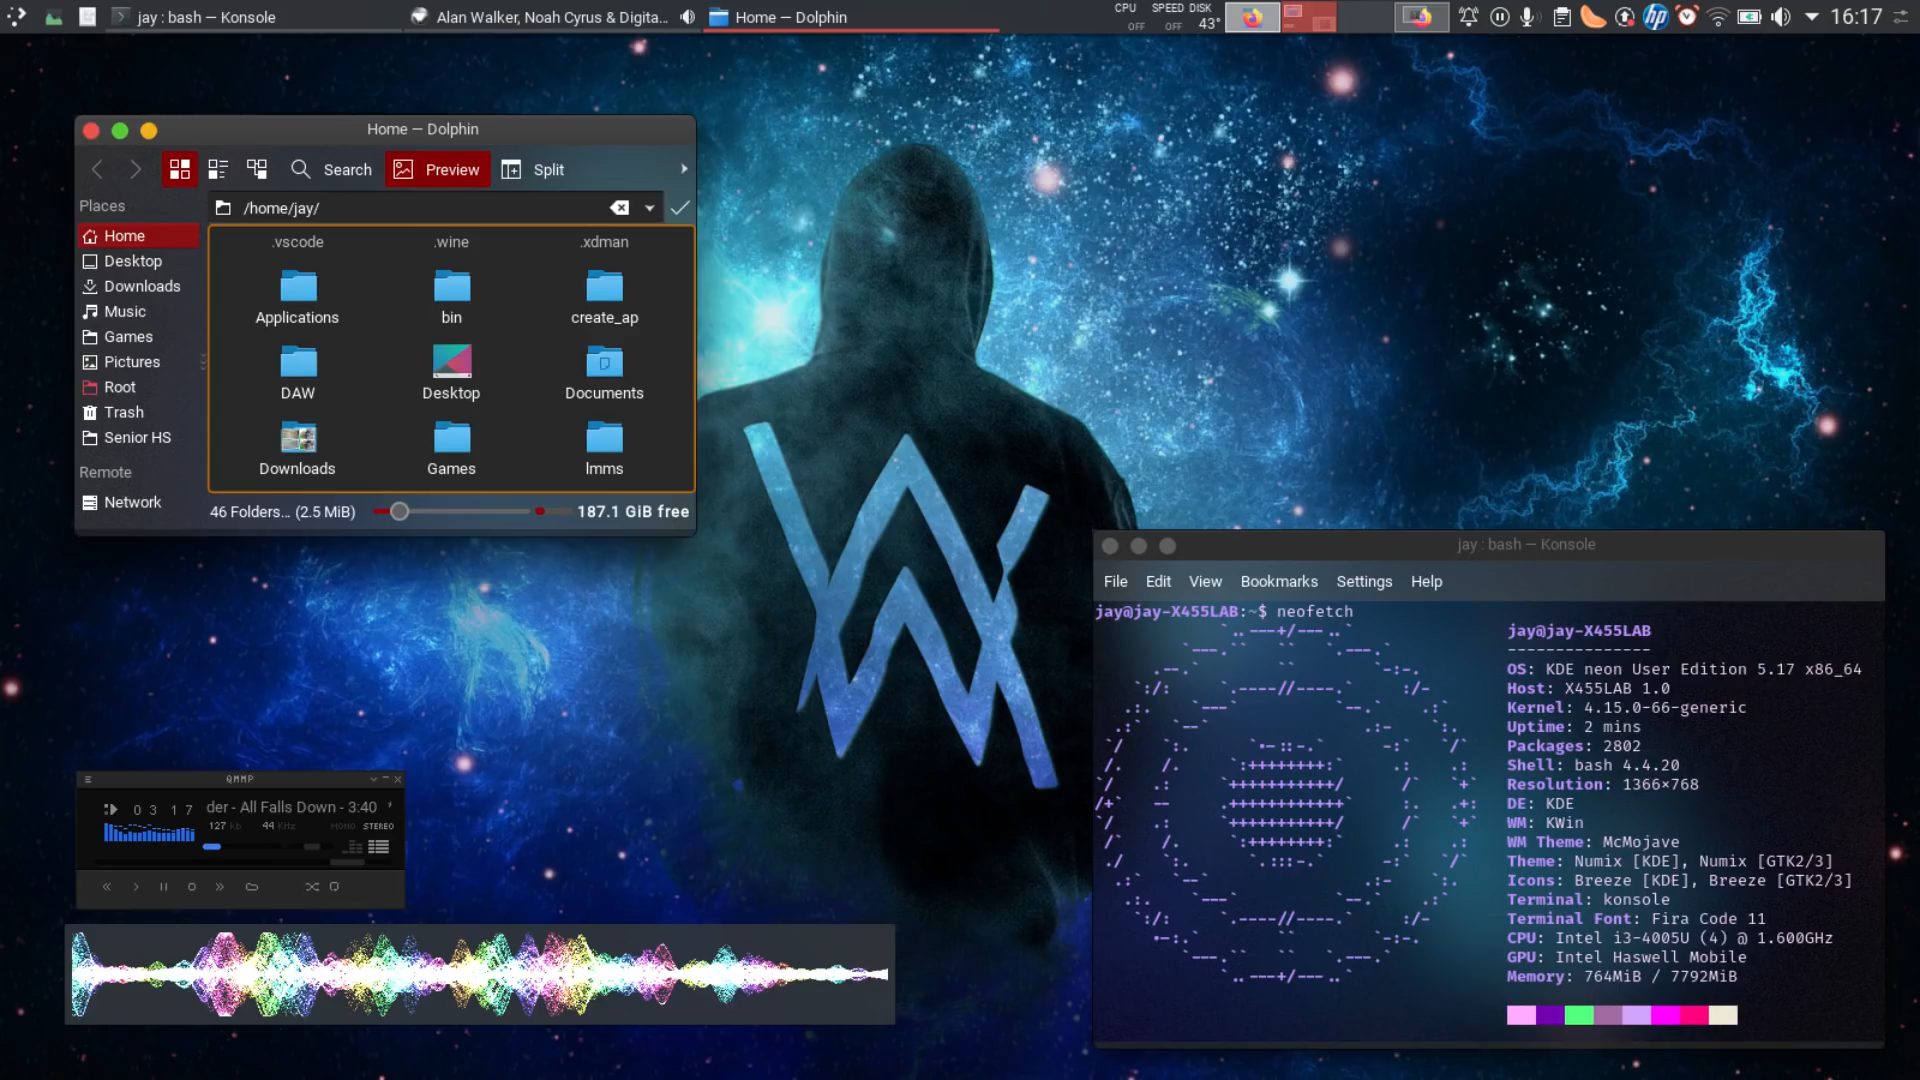 jay : bash — Konsole
Alan Walker, Noah Cyrus & Digita...
Home — Dolphin
CPU
OFF
SPEED
OFF
DISK
43°
16:17
Home — Dolphin
Search
Preview
Split
Places
/home/jay/
Home
Desktop
Downloads
Music
Games
Pictures
Root
Trash
Senior HS
Remote
Network
.vscode .wine .xdman
Applications bin create_ap
DAW Desktop Documents
Downloads Games lmms
46 Folders... (2.5 MiB)
187.1 GiB free
QMMP
03 17 der - All Falls Down - 3:40
127 kb 44 KHz MONO STEREO
jay : bash — Konsole
File Edit View Bookmarks Settings Help
jay@jay-X455LAB:~$ neofetch
jay@jay-X455LAB
---------------
OS: KDE neon User Edition 5.17 x86_64
Host: X455LAB 1.0
Kernel: 4.15.0-66-generic
Uptime: 2 mins
Packages: 2802
Shell: bash 4.4.20
Resolution: 1366×768
DE: KDE
WM: KWin
WM Theme: McMojave
Theme: Numix [KDE], Numix [GTK2/3]
Icons: Breeze [KDE], Breeze [GTK2/3]
Terminal: konsole
Terminal Font: Fira Code 11
CPU: Intel i3-4005U (4) @ 1.600GHz
GPU: Intel Haswell Mobile
Memory: 764MiB / 7792MiB